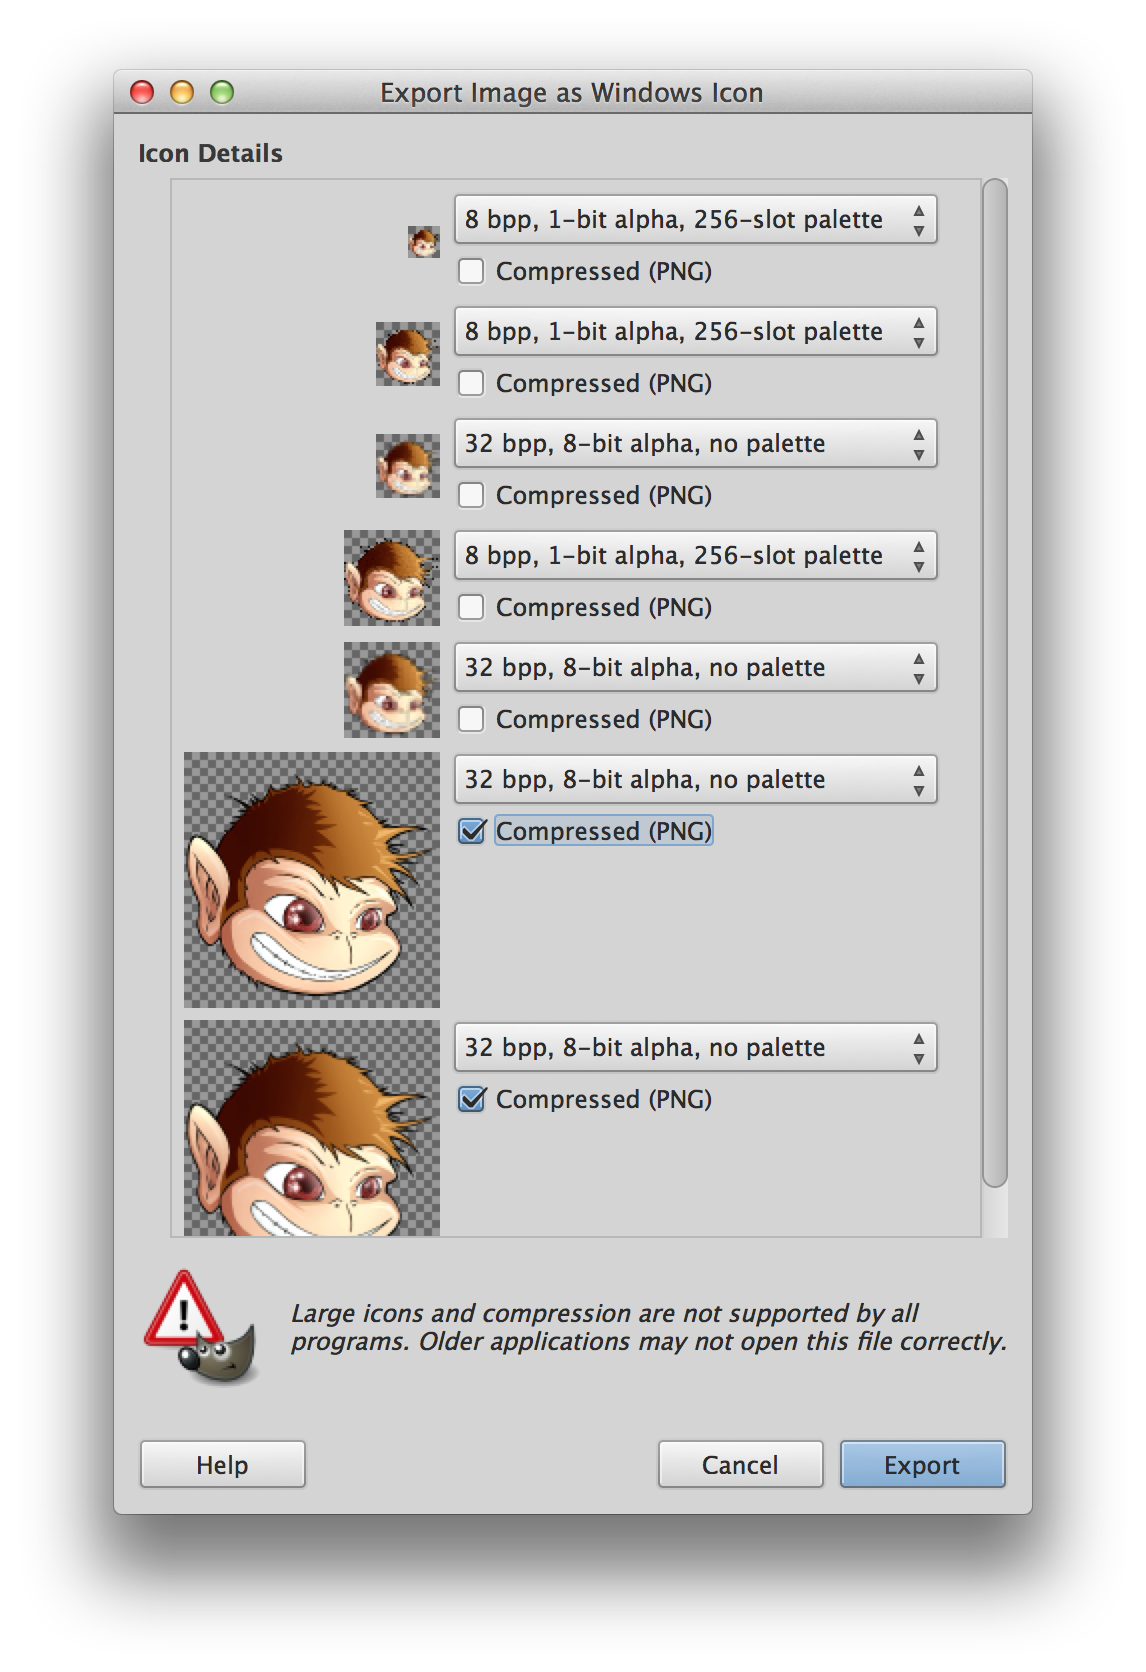 Export Image as Windows Icon
Icon Details
8 bpp, 1-bit alpha, 256-slot palette
Compressed (PNG)
8 bpp, 1-bit alpha, 256-slot palette
Compressed (PNG)
32 bpp, 8-bit alpha, no palette
Compressed (PNG)
8 bpp, 1-bit alpha, 256-slot palette
Compressed (PNG)
32 bpp, 8-bit alpha, no palette
Compressed (PNG)
32 bpp, 8-bit alpha, no palette
Compressed (PNG)
32 bpp, 8-bit alpha, no palette
Compressed (PNG)
Large icons and compression are not supported by all
programs. Older applications may not open this file correctly.
Help Cancel Export